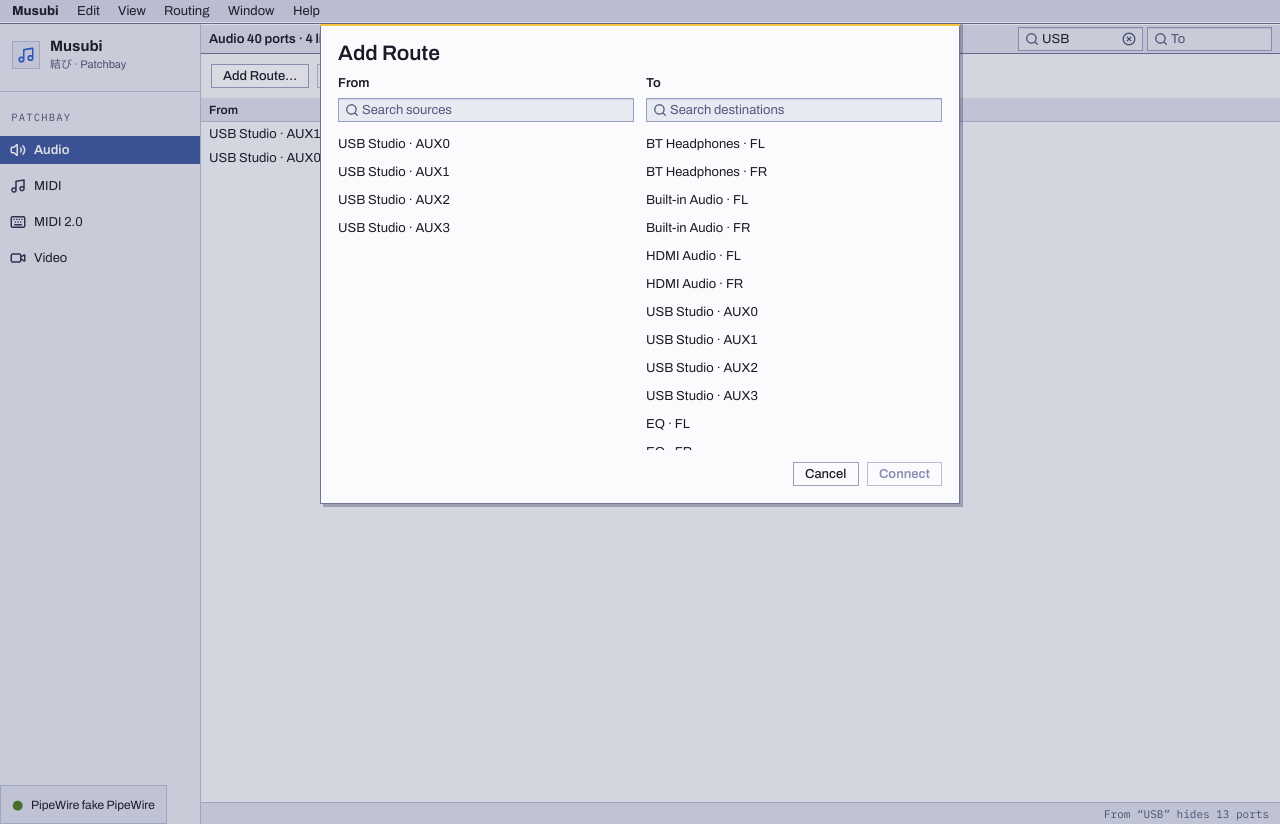 Musubi Edit View Routing Window Help
Musubi
結び · Patchbay
Audio 40 ports · 4 li
USB
To
Add Route...
From
USB Studio · AUX1
USB Studio · AUX0
PATCHBAY
Audio
MIDI
MIDI 2.0
Video
PipeWire fake PipeWire
Add Route
From
Search sources
USB Studio · AUX0
USB Studio · AUX1
USB Studio · AUX2
USB Studio · AUX3
To
Search destinations
BT Headphones · FL
BT Headphones · FR
Built-in Audio · FL
Built-in Audio · FR
HDMI Audio · FL
HDMI Audio · FR
USB Studio · AUX0
USB Studio · AUX1
USB Studio · AUX2
USB Studio · AUX3
EQ · FL
EQ · FR
Cancel
Connect
From “USB” hides 13 ports